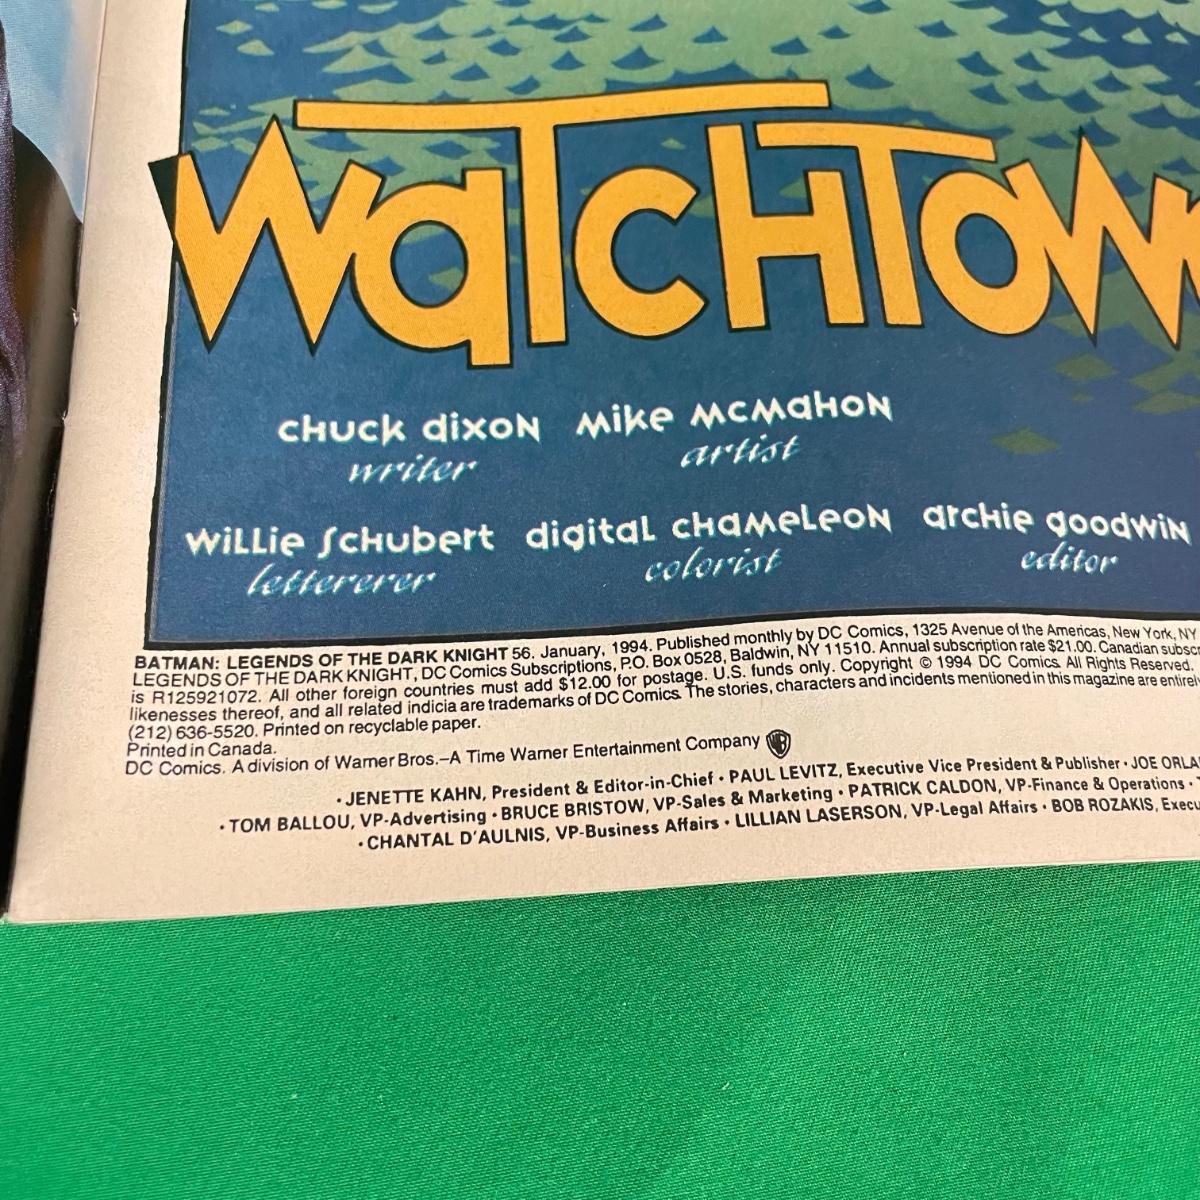 WatchTow
chuck dixon mike mcmahon
writer artist
willie schubert digital chameleon archie goodwin
lettererer colorist editor
BATMAN: LEGENDS OF THE DARK KNIGHT 56. January, 1994. Published monthly by DC Comics, 1325 Avenue of the Americas, New York, NY
LEGENDS OF THE DARK KNIGHT, DC Comics Subscriptions, P.O. Box 0528, Baldwin, NY 11510. Annual subscription rate $21.00. Canadian subscr
is R125921072. All other foreign countries must add $12.00 for postage. U.S. funds only. Copyright © 1994 DC Comics. All Rights Reserved.
likenesses thereof, and all related indicia are trademarks of DC Comics. The stories, characters and incidents mentioned in this magazine are entirel
(212) 636-5520. Printed on recyclable paper.
Printed in Canada.
DC Comics. A division of Warner Bros.–A Time Warner Entertainment Company WB
• JENETTE KAHN, President & Editor-in-Chief • PAUL LEVITZ, Executive Vice President & Publisher • JOE ORLA
• TOM BALLOU, VP-Advertising • BRUCE BRISTOW, VP-Sales & Marketing • PATRICK CALDON, VP-Finance & Operations •
• CHANTAL D'AULNIS, VP-Business Affairs • LILLIAN LASERSON, VP-Legal Affairs • BOB ROZAKIS, Execu